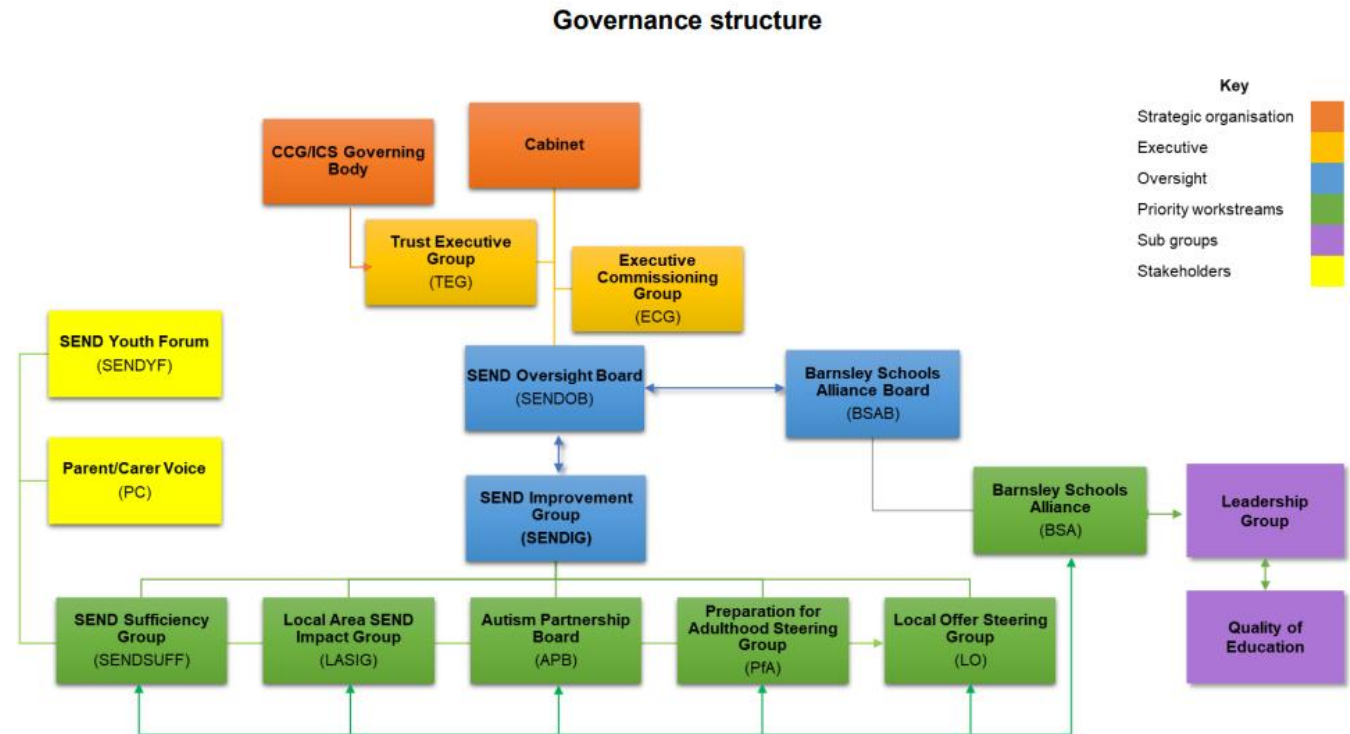 Governance structure
Key
Strategic organisation
Executive
Oversight
Priority workstreams
Sub groups
Stakeholders
CCG/ICS Governing
Body
Cabinet
Trust Executive
Group
(TEG)
Executive
Commissioning
Group
(ECG)
SEND Youth Forum
(SENDYF)
SEND Oversight Board
(SENDOB)
Barnsley Schools
Alliance Board
(BSAB)
Parent/Carer Voice
(PC)
SEND Improvement
Group
(SENDIG)
Barnsley Schools
Alliance
(BSA)
Leadership
Group
SEND Sufficiency
Group
(SENDSUFF)
Local Area SEND
Impact Group
(LASIG)
Autism Partnership
Board
(APB)
Preparation for
Adulthood Steering
Group
(PfA)
Local Offer Steering
Group
(LO)
Quality of
Education